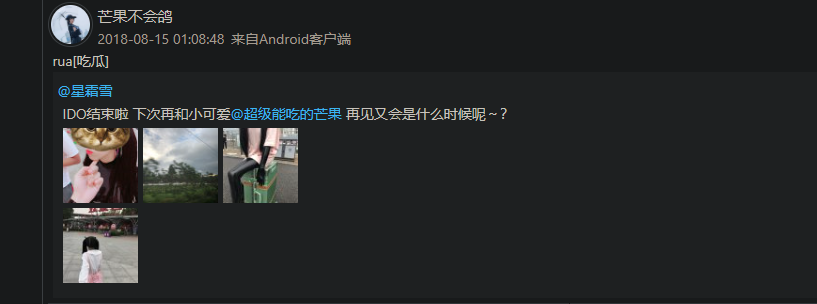 芒果不会鸽
2018-08-15 01:08:48 来自Android客户端
rua[吃瓜]
@星霜雪
IDO结束啦 下次再和小可爱@超级能吃的芒果 再见又会是什么时候呢～?